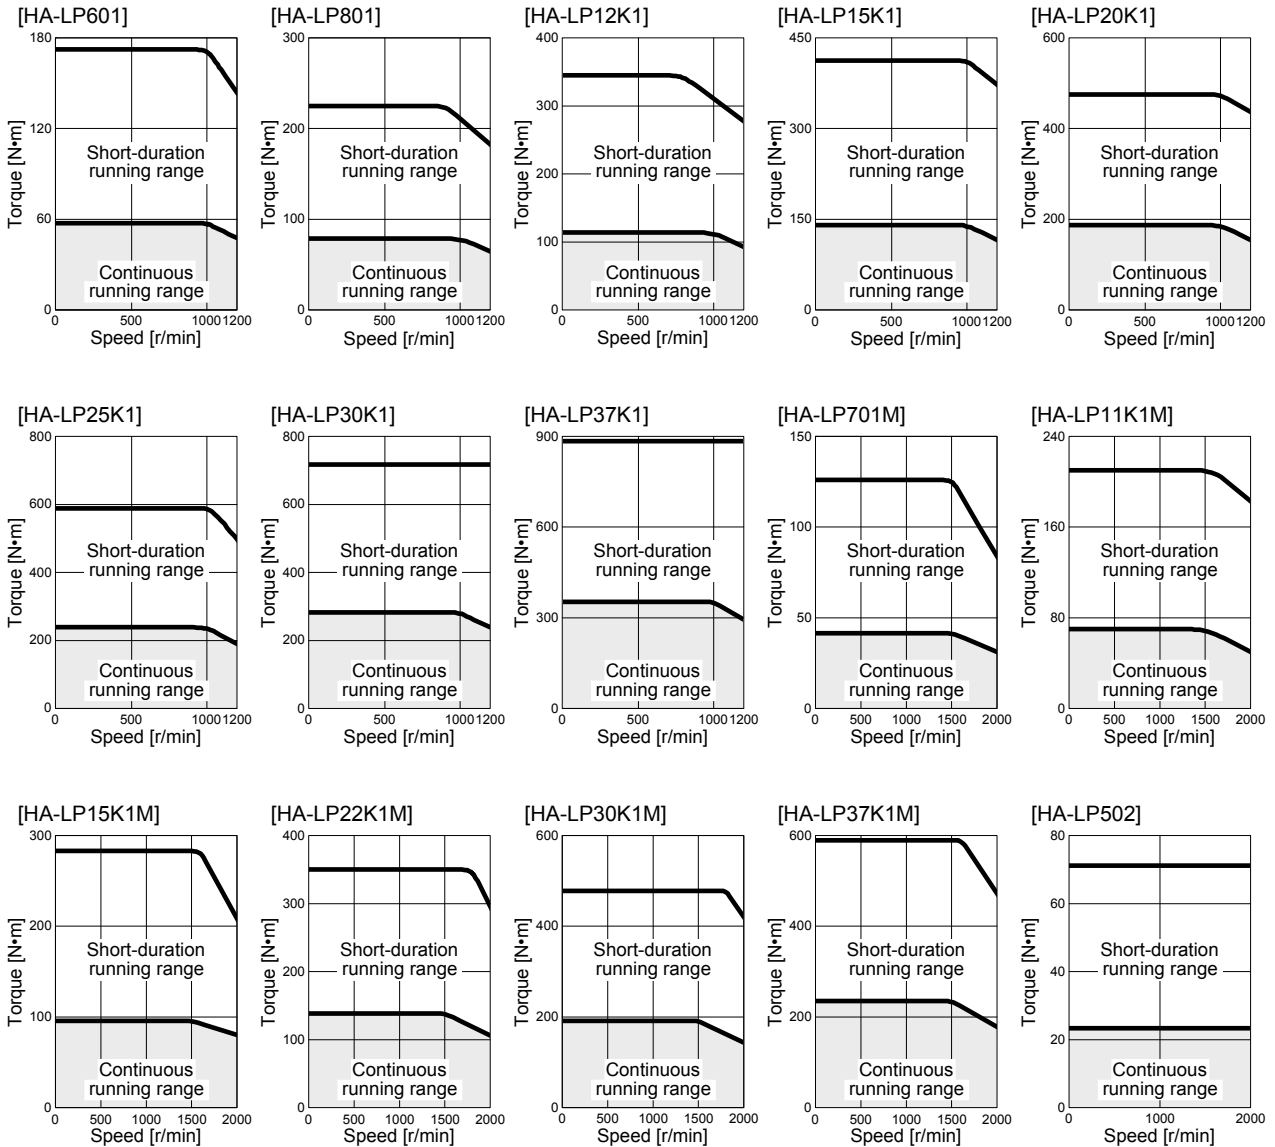 [HA-LP601]
180
120
60
0
Torque [N•m]
Short-duration
running range
Continuous
running range
0 500 1000 1200
Speed [r/min]
[HA-LP801]
300
200
100
0
Torque [N•m]
Short-duration
running range
Continuous
running range
0 500 1000 1200
Speed [r/min]
[HA-LP12K1]
400
300
200
100
0
Torque [N•m]
Short-duration
running range
Continuous
running range
0 500 1000 1200
Speed [r/min]
[HA-LP15K1]
450
300
150
0
Torque [N•m]
Short-duration
running range
Continuous
running range
0 500 1000 1200
Speed [r/min]
[HA-LP20K1]
600
400
200
0
Torque [N•m]
Short-duration
running range
Continuous
running range
0 500 1000 1200
Speed [r/min]
[HA-LP25K1]
800
600
400
200
0
Torque [N•m]
Short-duration
running range
Continuous
running range
0 500 1000 1200
Speed [r/min]
[HA-LP30K1]
800
600
400
200
0
Torque [N•m]
Short-duration
running range
Continuous
running range
0 500 1000 1200
Speed [r/min]
[HA-LP37K1]
900
600
300
0
Torque [N•m]
Short-duration
running range
Continuous
running range
0 500 1000 1200
Speed [r/min]
[HA-LP701M]
150
100
50
0
Torque [N•m]
Short-duration
running range
Continuous
running range
0 500 1000 1500 2000
Speed [r/min]
[HA-LP11K1M]
240
160
80
0
Torque [N•m]
Short-duration
running range
Continuous
running range
0 500 1000 1500 2000
Speed [r/min]
[HA-LP15K1M]
300
200
100
0
Torque [N•m]
Short-duration
running range
Continuous
running range
0 500 1000 1500 2000
Speed [r/min]
[HA-LP22K1M]
400
300
200
100
0
Torque [N•m]
Short-duration
running range
Continuous
running range
0 500 1000 1500 2000
Speed [r/min]
[HA-LP30K1M]
600
400
200
0
Torque [N•m]
Short-duration
running range
Continuous
running range
0 500 1000 1500 2000
Speed [r/min]
[HA-LP37K1M]
600
400
200
0
Torque [N•m]
Short-duration
running range
Continuous
running range
0 500 1000 1500 2000
Speed [r/min]
[HA-LP502]
80
60
40
20
0
Torque [N•m]
Short-duration
running range
Continuous
running range
0 1000 2000
Speed [r/min]